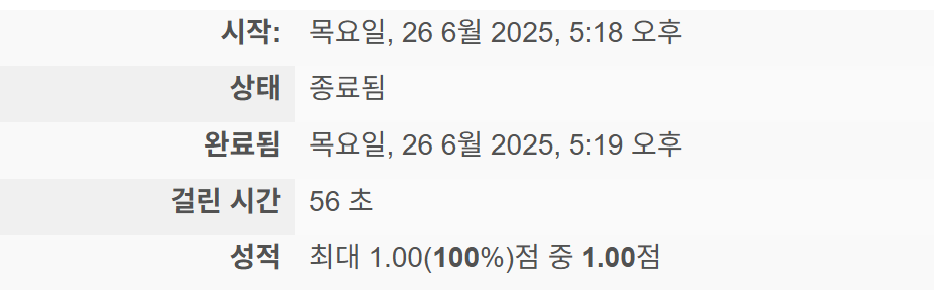 시작: 목요일, 26 6월 2025, 5:18 오후
상태 종료됨
완료됨 목요일, 26 6월 2025, 5:19 오후
걸린 시간 56 초
성적 최대 1.00(100%)점 중 1.00점